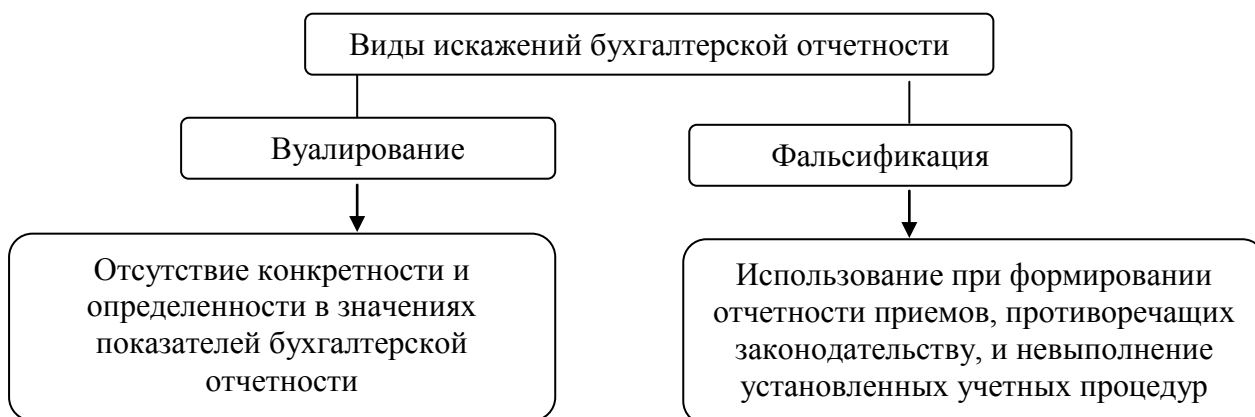 Виды искажений бухгалтерской отчетности
Вуалирование
Фальсификация
Отсутствие конкретности и
определенности в значениях
показателей бухгалтерской
отчетности
Использование при формировании
отчетности приемов, противоречащих
законодательству, и невыполнение
установленных учетных процедур